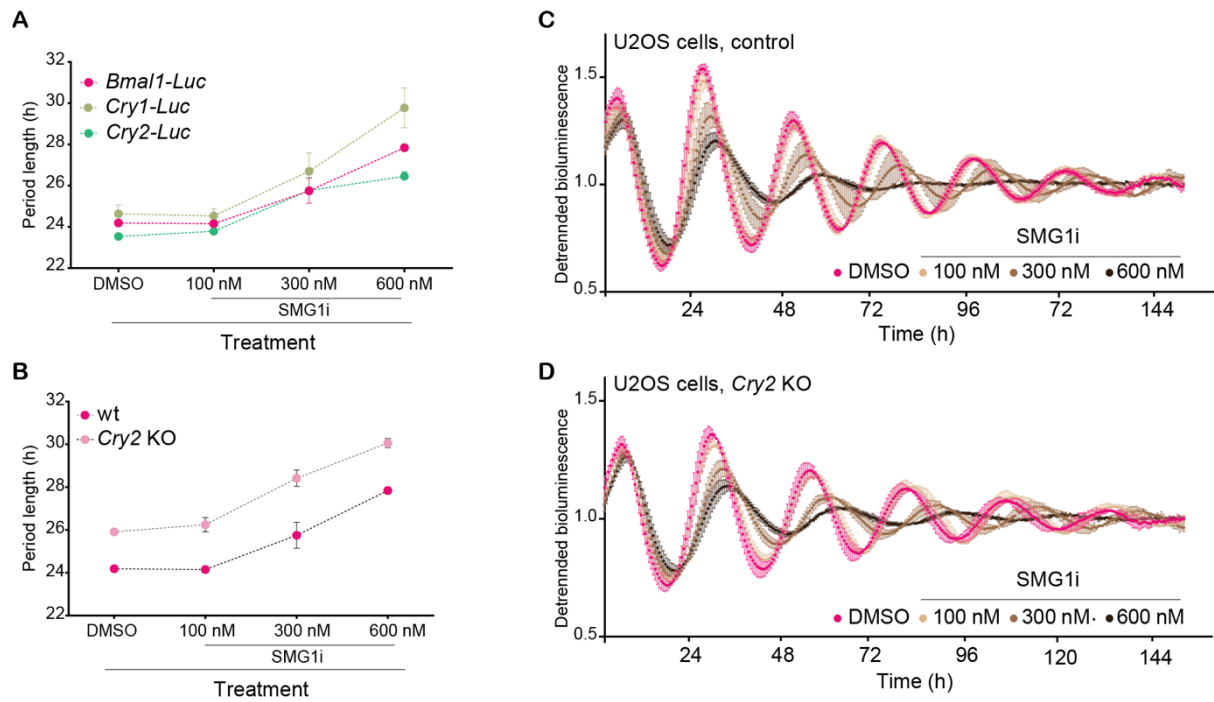 A
32
30
28
26
24
22
Period length (h)
Bmal1-Luc
Cry1-Luc
Cry2-Luc
DMSO
100 nM
300 nM
600 nM
SMG1i
Treatment
B
32
30
28
26
24
22
Period length (h)
wt
Cry2 KO
DMSO
100 nM
300 nM
600 nM
SMG1i
Treatment
C
U2OS cells, control
1.5
1.0
0.5
Detrennded bioluminescence
SMG1i
DMSO 100 nM 300 nM 600 nM
24 48 72 96 72 144
Time (h)
D
U2OS cells, Cry2 KO
1.5
1.0
0.5
Detrennded bioluminescence
SMG1i
DMSO 100 nM 300 nM· 600 nM
24 48 72 96 120 144
Time (h)